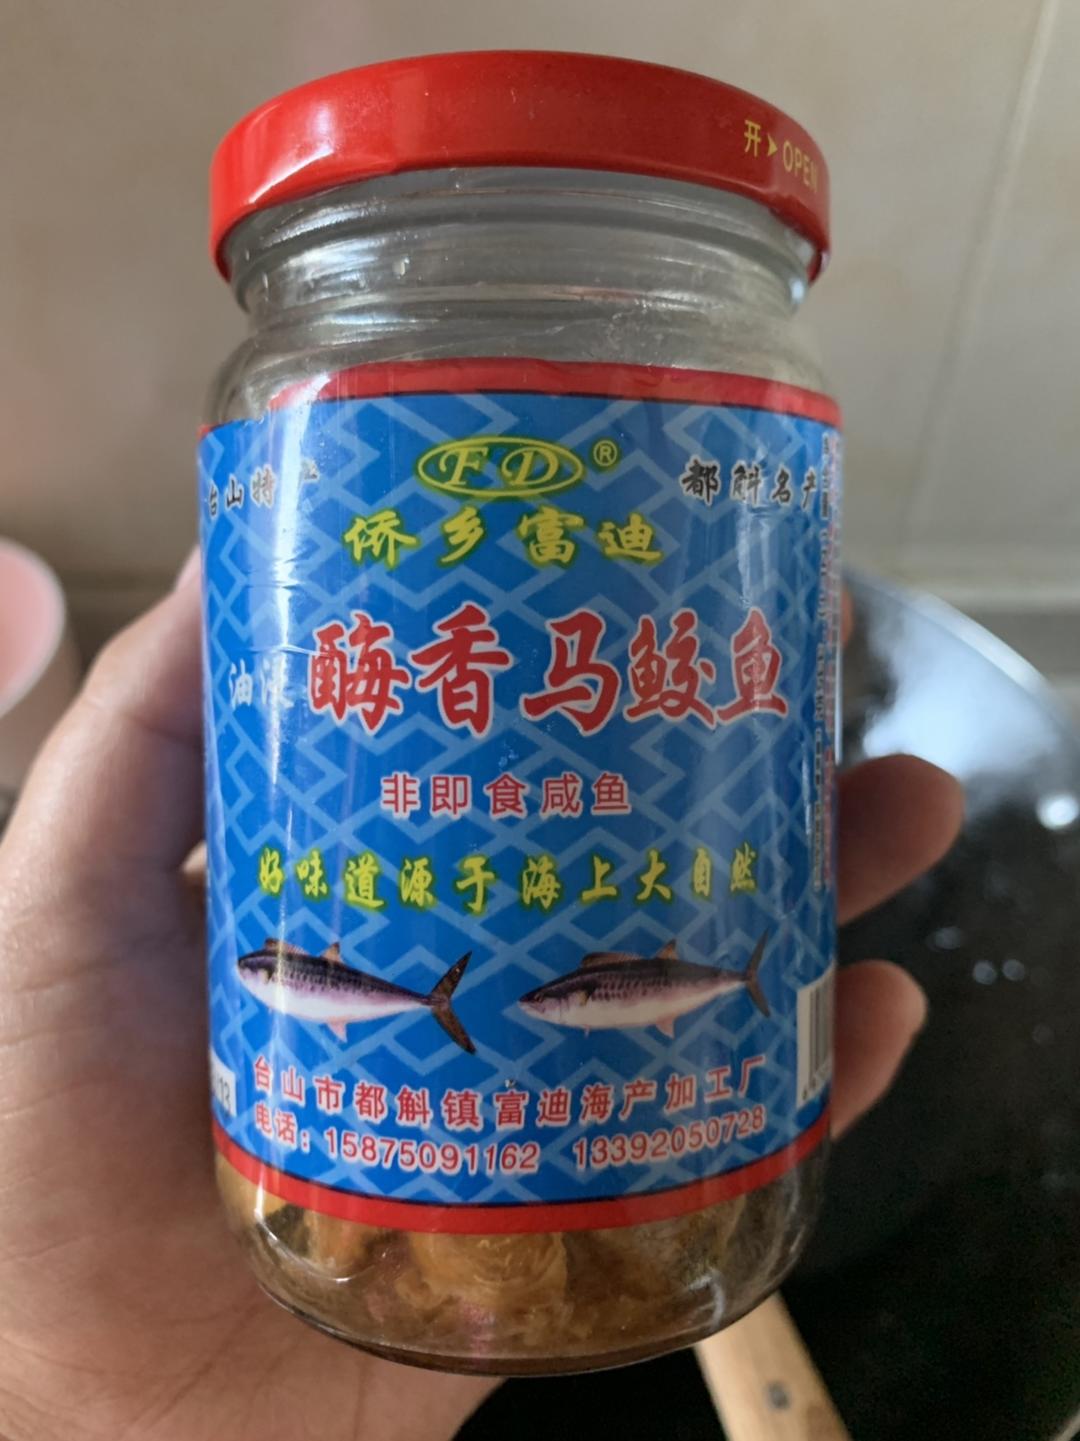 开 OPEN
FD®
台山特 都斛名产
侨乡富迪
油浸 酶香马鲛鱼
非即食咸鱼
好味道源于海上大自然
台山市都斛镇富迪海产加工厂
电话：15875091162 13392050728